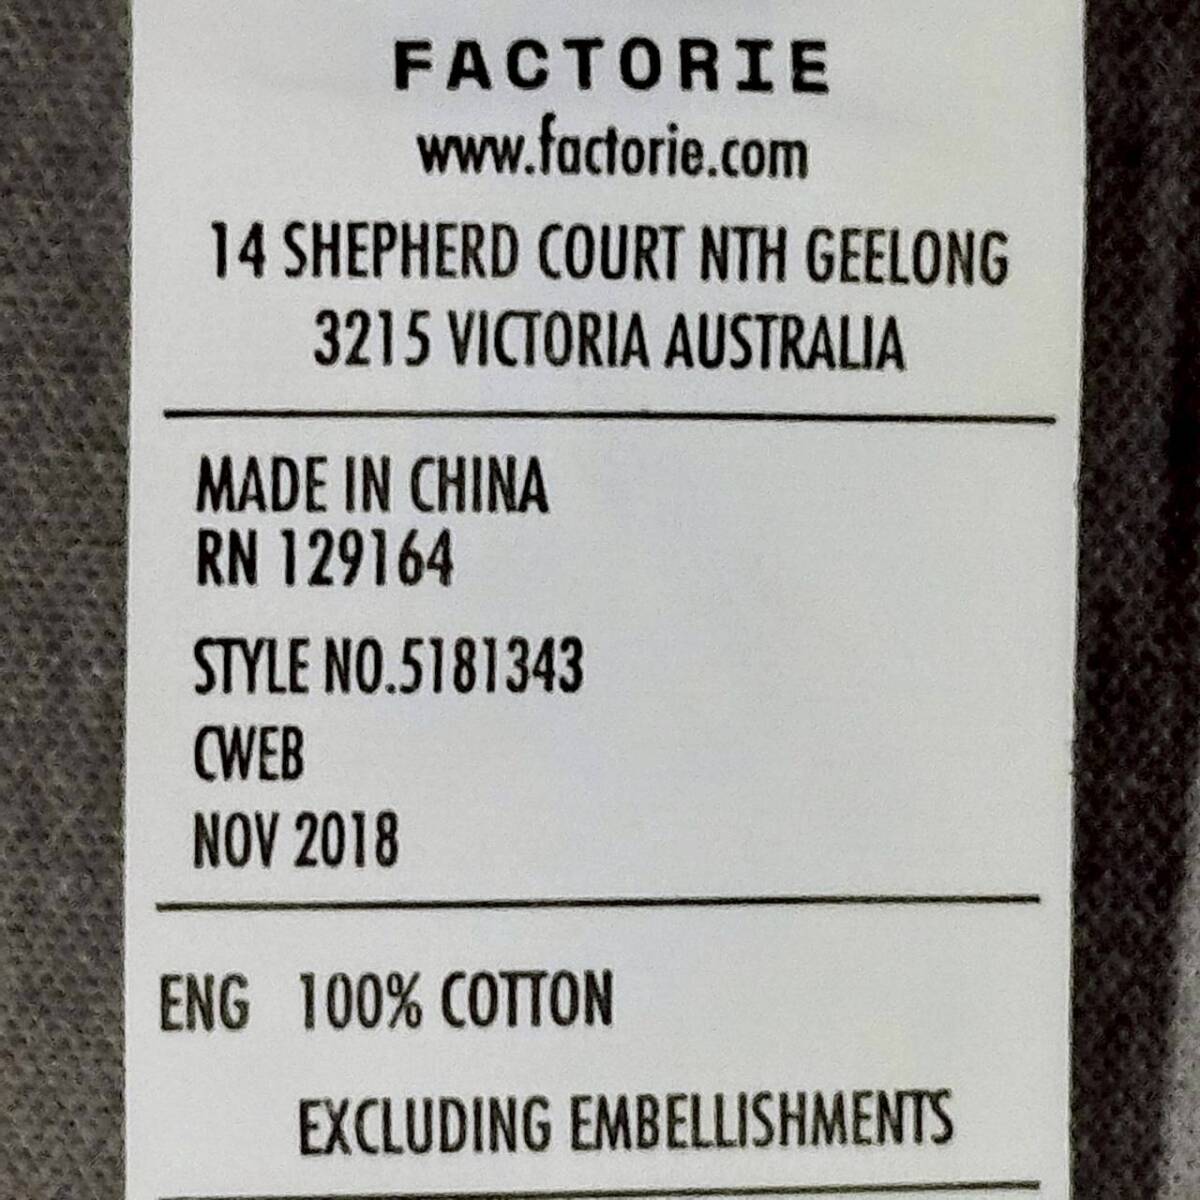 FACTORIE
www.factorie.com
14 SHEPHERD COURT NTH GEELONG
3215 VICTORIA AUSTRALIA
MADE IN CHINA
RN 129164
STYLE NO.5181343
CWEB
NOV 2018
ENG 100% COTTON
EXCLUDING EMBELLISHMENTS